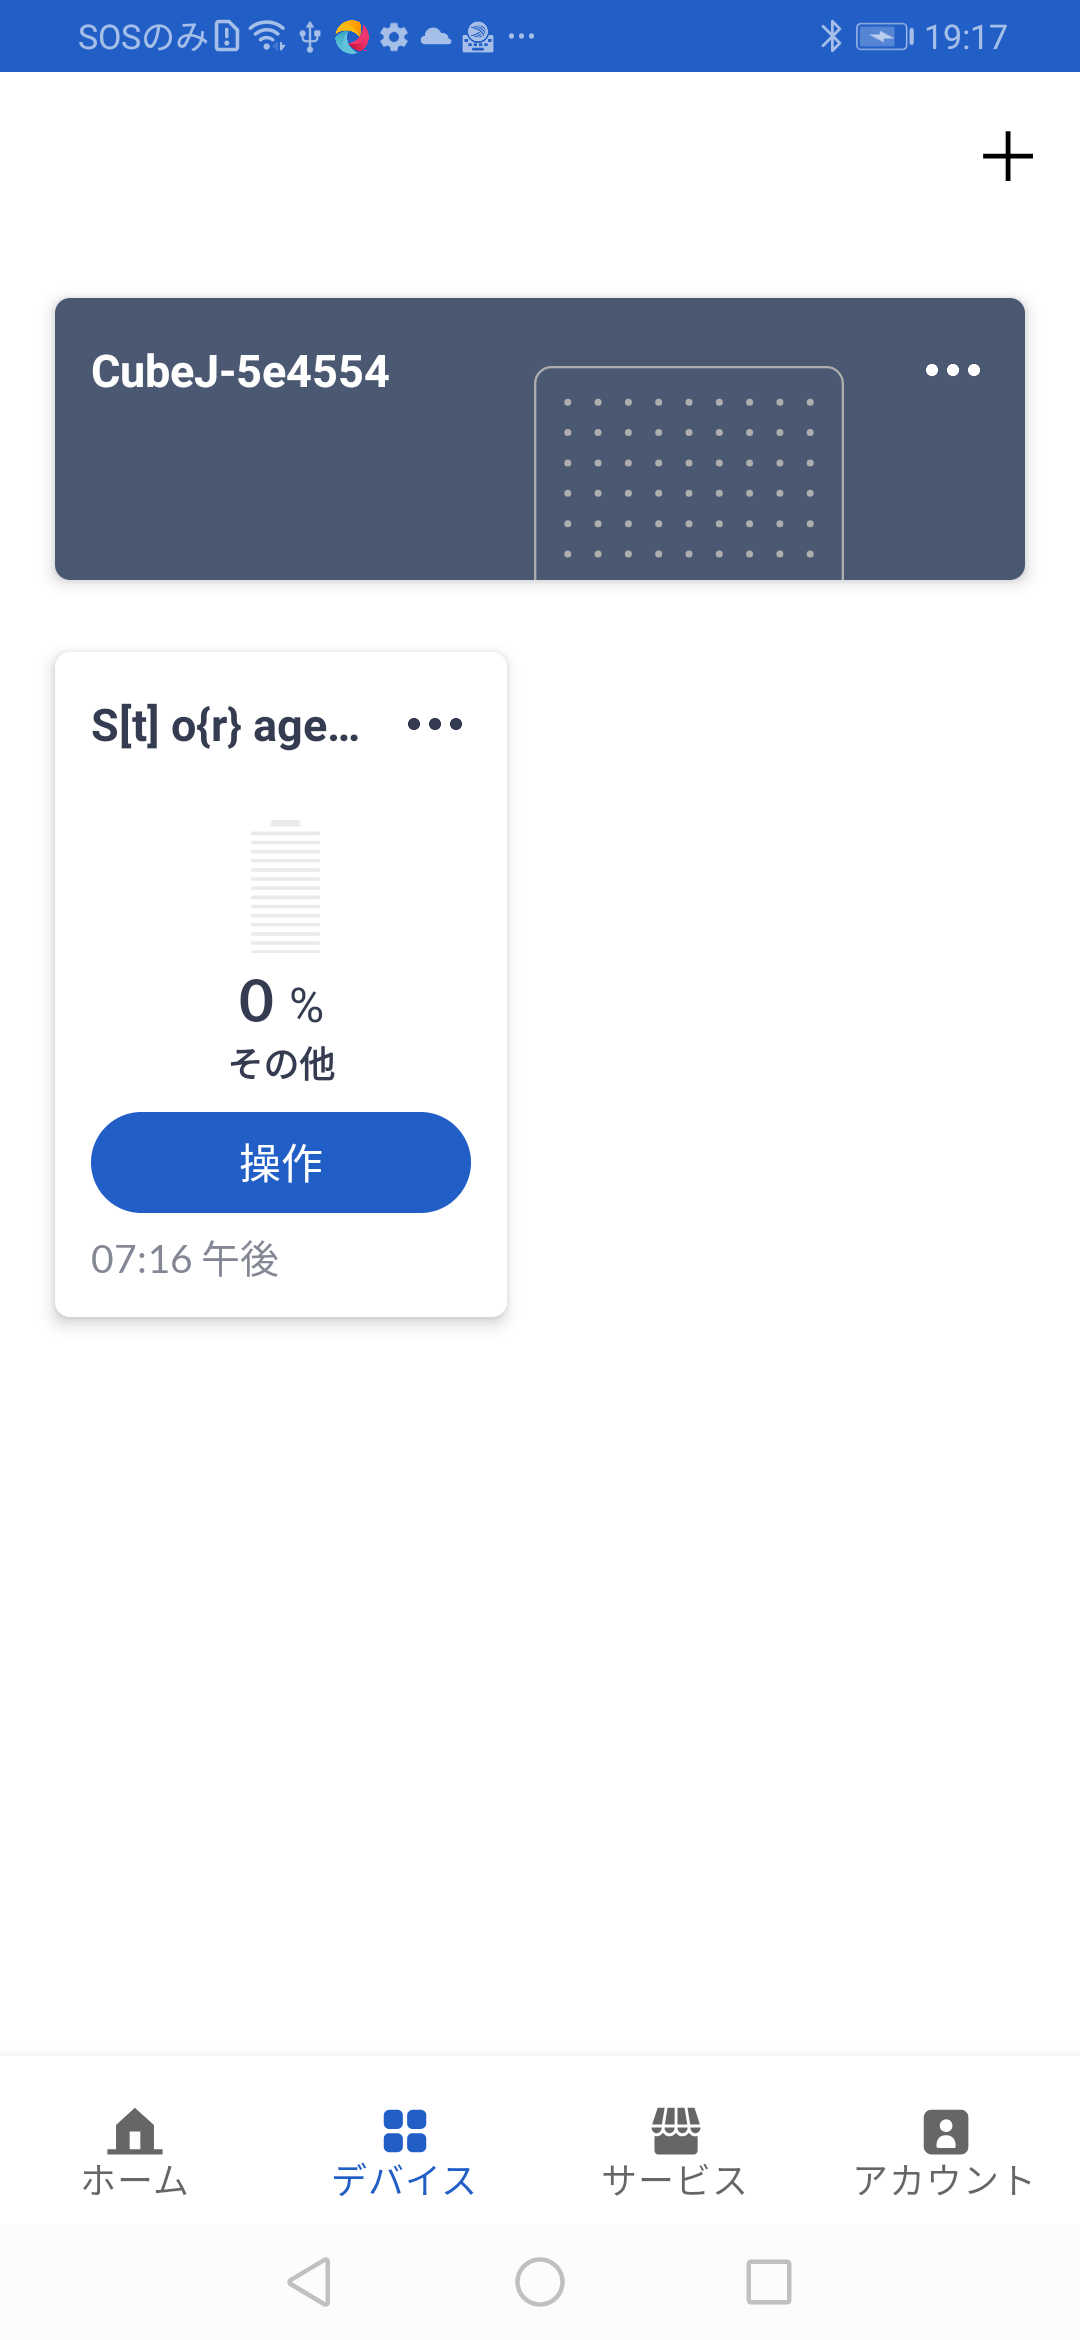 SOSのみ 19:17
CubeJ-5e4554
S[t] o{r} age...
0 %
その他
操作
07:16 午後
ホーム デバイス サービス アカウント